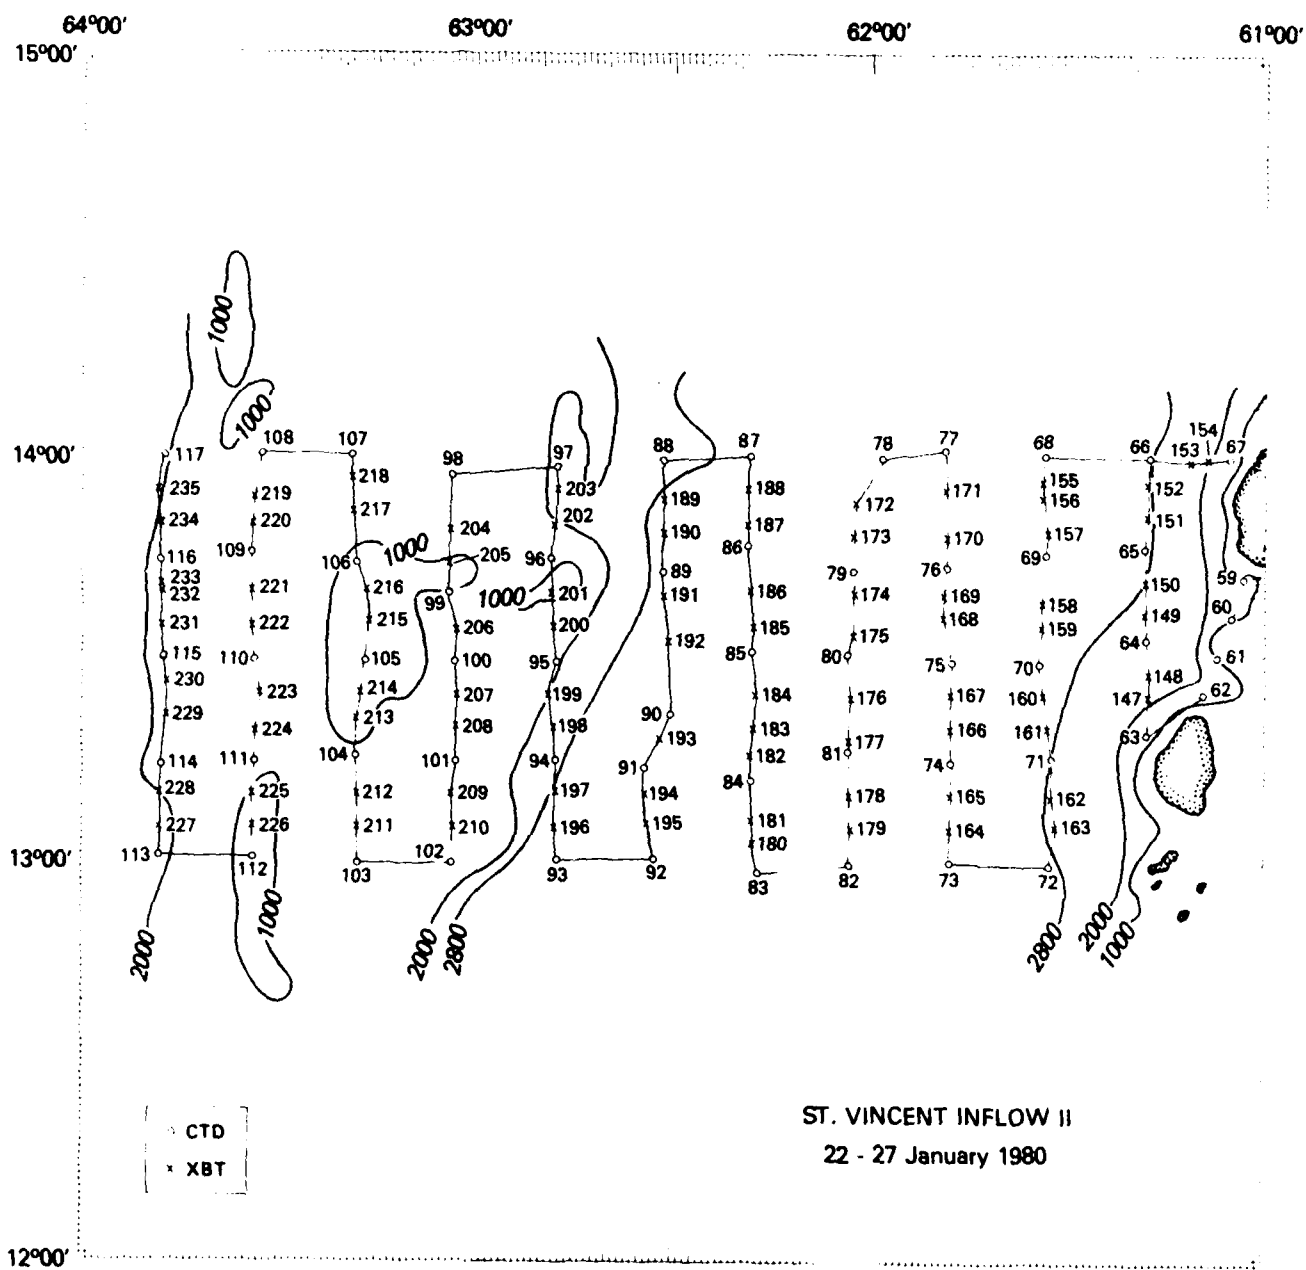 64°00' 63°00' 62°00' 61°00'
15°00'
1000
1000
14°00'
108 107 98 97 88 87 78 77 68 66 154 153 67
117
218
235 219 203 189 188 172 171 155 152
156
234 220 217 204 202 190 187 173 170 157 151
109 1000 86
116 106 205 96 69 65
233 89 79 76 59
232 221 216 99 1000 201 191 186 174 169 158 150
231 222 215 206 200 192 185 175 168 159 149 60
64
115 110 105 100 95 85 80 75 70 61
230 223 214 207 199 184 176 167 160 148 147 62
229 224 213 208 198 90 193 183 177 166 161 63
114 111 104 101 94 91 182 81 74 71
84
228 225 212 209 197 194 178 165 162
227 226 211 210 196 195 181 179 164 163
180
13°00'
113 112 103 102 93 92 83 82 73 72
1000
2000 2000 2800 2800 2000 1000
CTD
XBT
ST. VINCENT INFLOW II
22 - 27 January 1980
12°00'